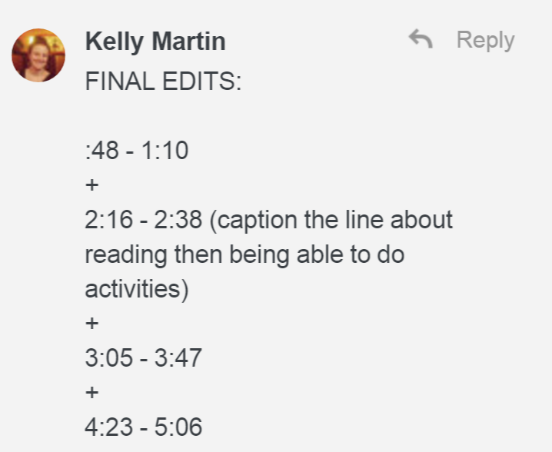 Kelly Martin
Reply
FINAL EDITS:
:48 - 1:10
+
2:16 - 2:38 (caption the line about
reading then being able to do
activities)
+
3:05 - 3:47
+
4:23 - 5:06